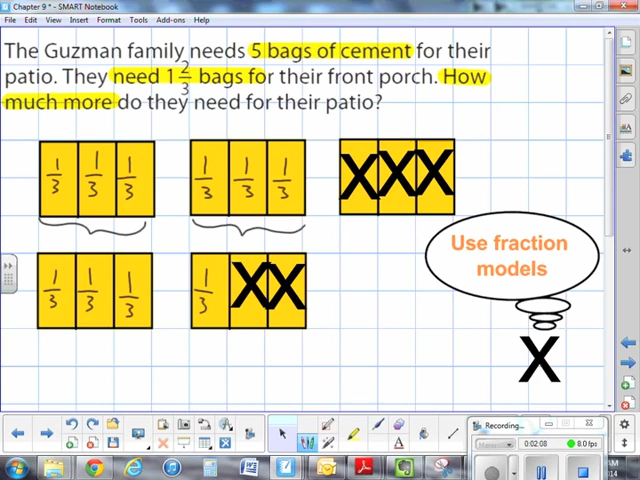 Chapter 9 * - SMART Notebook
File Edit View Insert Format Tools Add-ons Help
The Guzman family needs 5 bags of cement for their
patio. They need 1 2/3 bags for their front porch. How
much more do they need for their patio?
1/3 1/3 1/3 1/3 1/3 1/3 X X X
Use fraction
models
1/3 1/3 1/3 1/3 X X
X
Recording...
0:02:08 8.0 fps